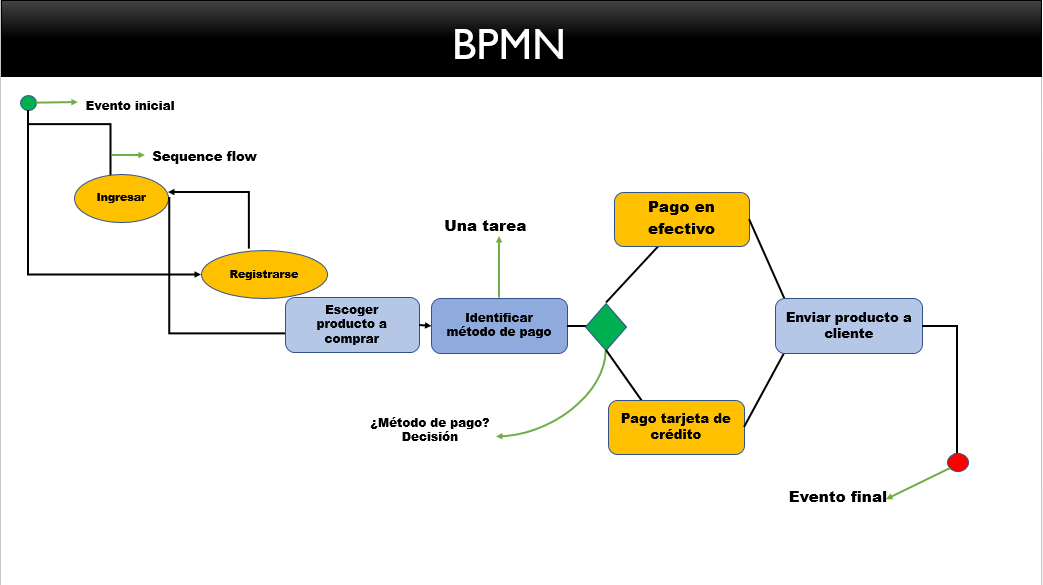 BPMN
Evento inicial
Sequence flow
Ingresar
Registrarse
Escoger
producto a
comprar
Una tarea
Identificar
método de pago
¿Método de pago?
Decisión
Pago en
efectivo
Pago tarjeta de
crédito
Enviar producto a
cliente
Evento final